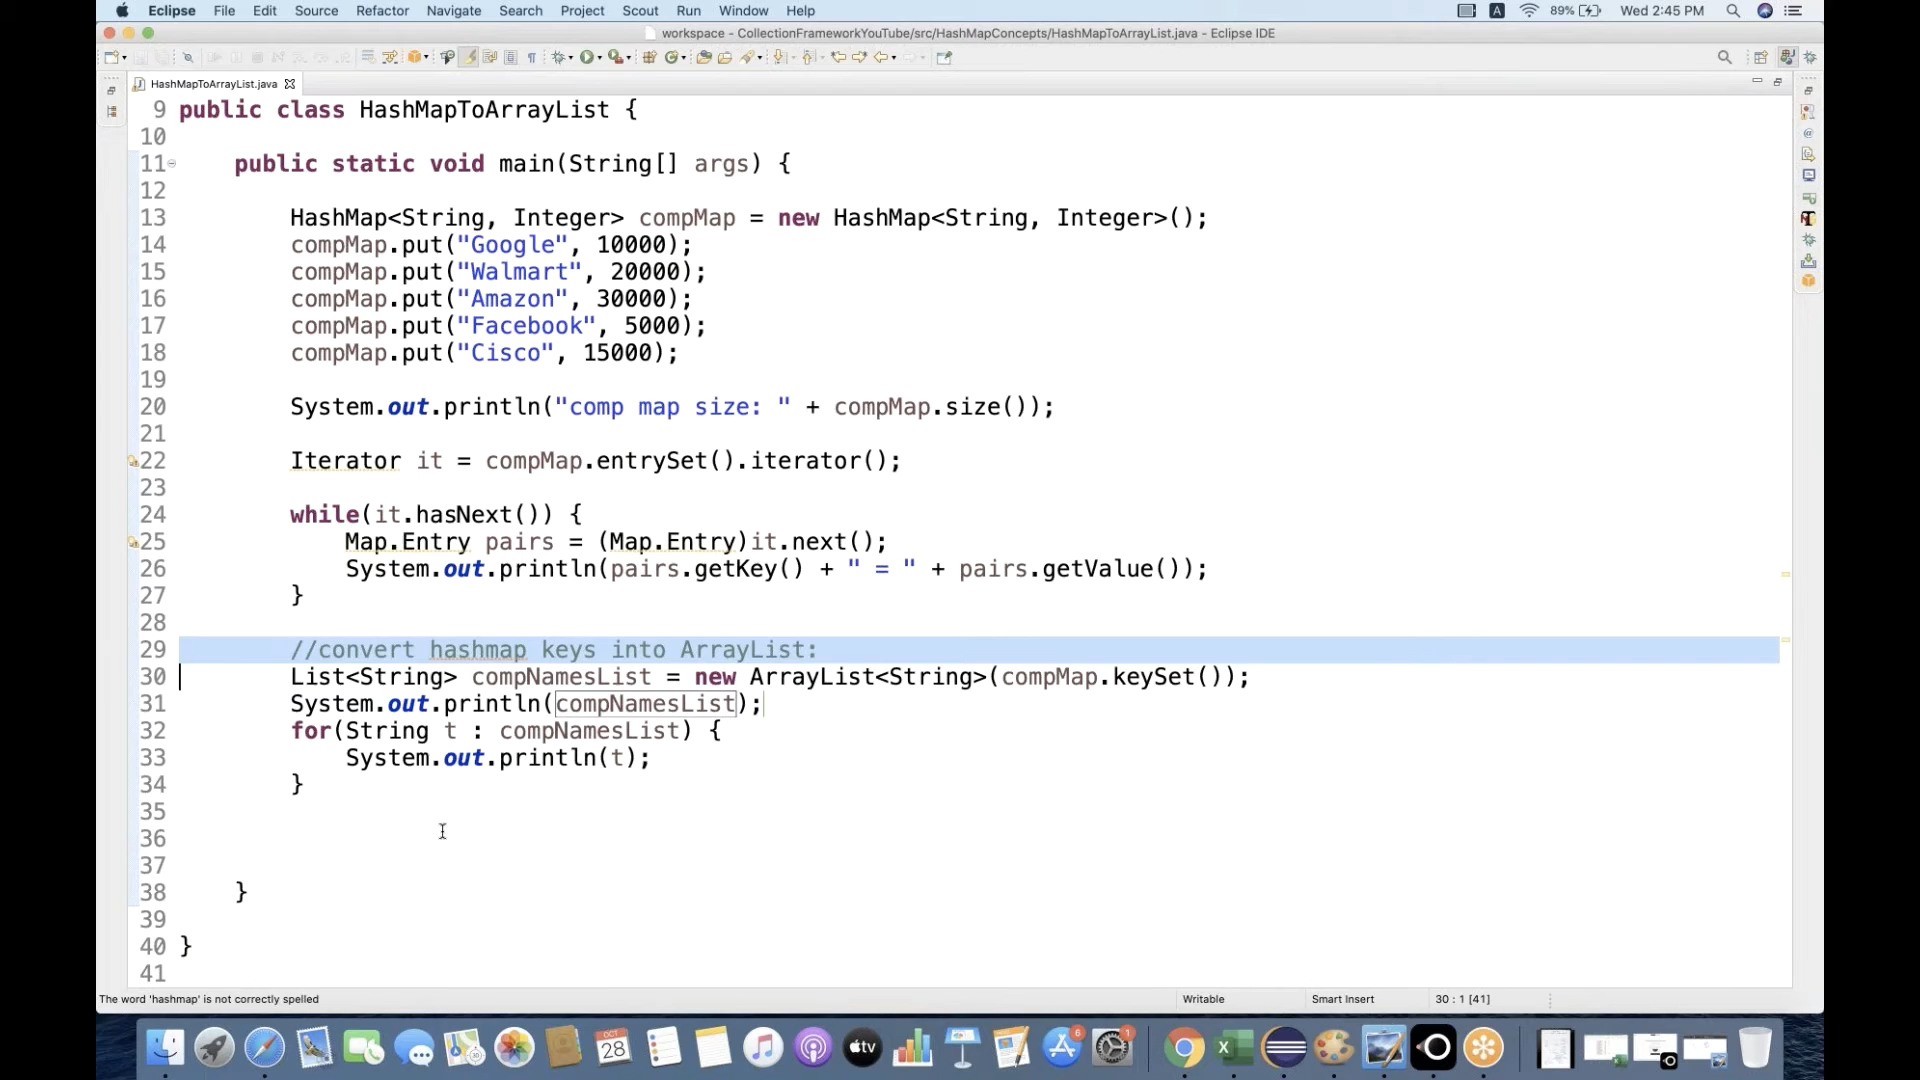 Eclipse File Edit Source Refactor Navigate Search Project Scout Run Window Help A 89% Wed 2:45 PM
workspace - CollectionFrameworkYouTube/src/HashMapConcepts/HashMapToArrayList.java - Eclipse IDE
HashMapToArrayList.java
9 public class HashMapToArrayList {
10
11 public static void main(String[] args) {
12
13 HashMap<String, Integer> compMap = new HashMap<String, Integer>();
14 compMap.put("Google", 10000);
15 compMap.put("Walmart", 20000);
16 compMap.put("Amazon", 30000);
17 compMap.put("Facebook", 5000);
18 compMap.put("Cisco", 15000);
19
20 System.out.println("comp map size: " + compMap.size());
21
22 Iterator it = compMap.entrySet().iterator();
23
24 while(it.hasNext()) {
25 Map.Entry pairs = (Map.Entry)it.next();
26 System.out.println(pairs.getKey() + " = " + pairs.getValue());
27 }
28
29 //convert hashmap keys into ArrayList:
30 List<String> compNamesList = new ArrayList<String>(compMap.keySet());
31 System.out.println(compNamesList);
32 for(String t : compNamesList) {
33 System.out.println(t);
34 }
35
36
37
38 }
39
40 }
41
The word 'hashmap' is not correctly spelled Writable Smart Insert 30 : 1 [41]
OCT
28
tv
6
1
X